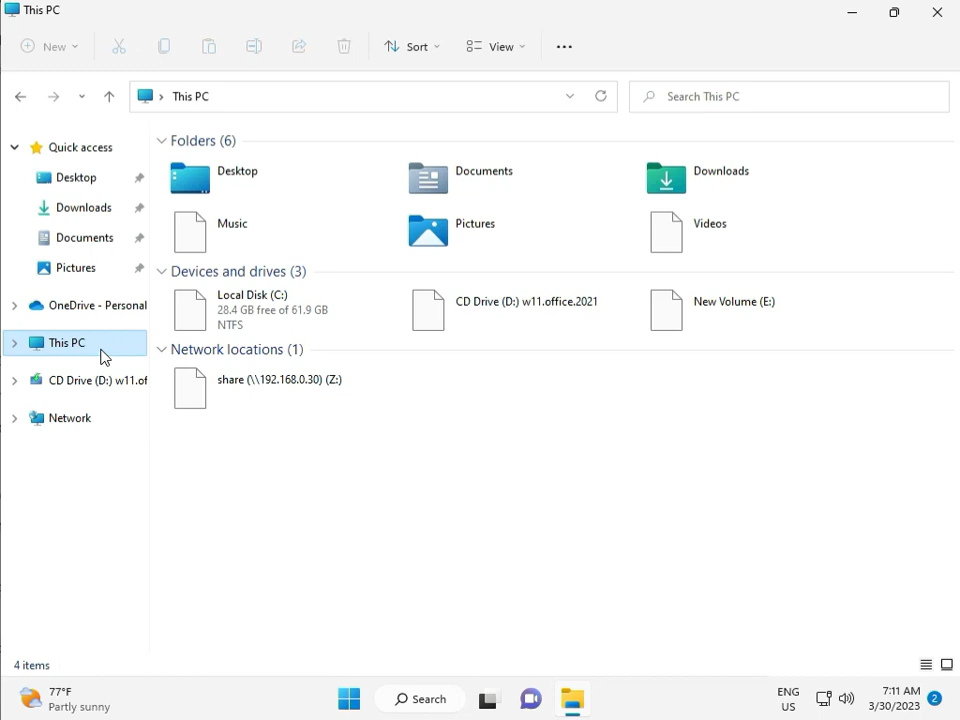 This PC
New
Sort
View
This PC
Search This PC
Quick access
Desktop
Downloads
Documents
Pictures
OneDrive - Personal
This PC
CD Drive (D:) w11.of
Network
Folders (6)
Desktop
Documents
Downloads
Music
Pictures
Videos
Devices and drives (3)
Local Disk (C:)
28.4 GB free of 61.9 GB
NTFS
CD Drive (D:) w11.office.2021
New Volume (E:)
Network locations (1)
share (\\192.168.0.30) (Z:)
4 items
77°F
Partly sunny
Search
ENG
US
7:11 AM
3/30/2023
2